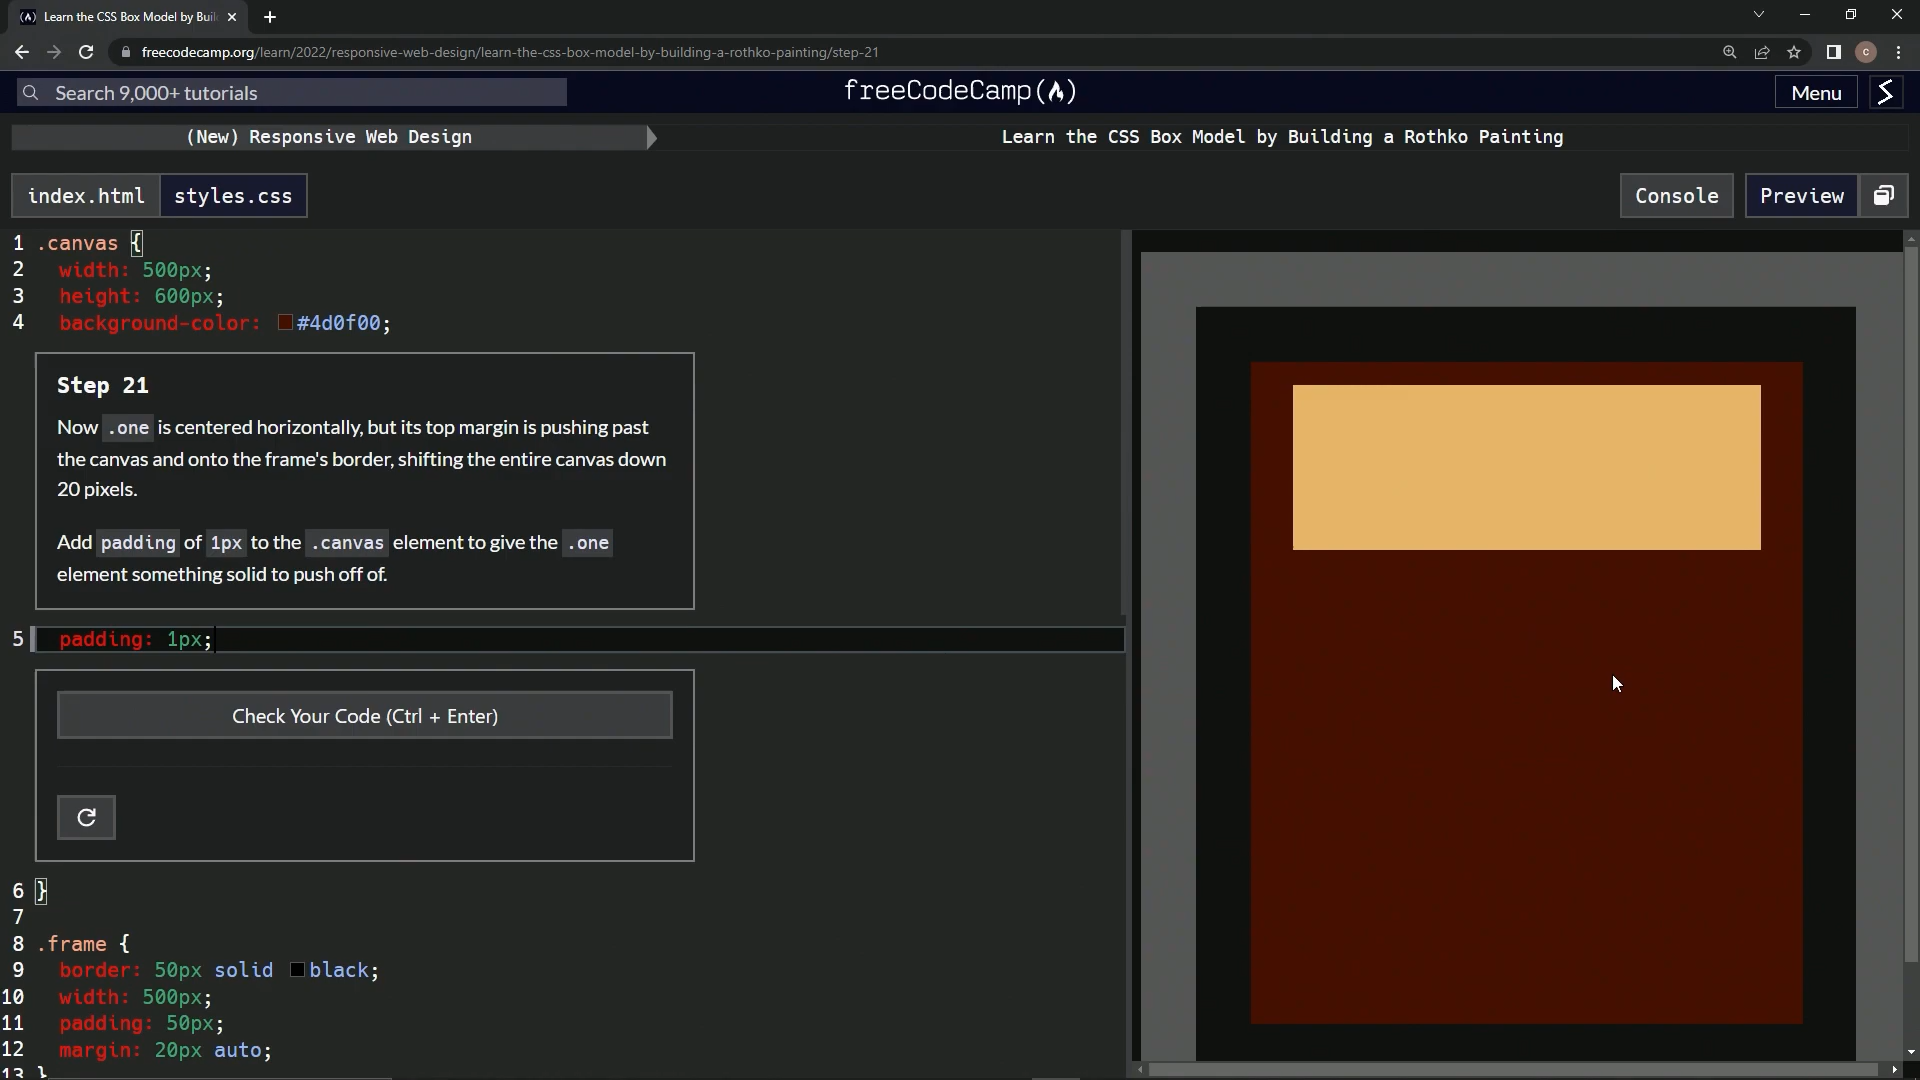 Learn the CSS Box Model by Buil
freecodecamp.org/learn/2022/responsive-web-design/learn-the-css-box-model-by-building-a-rothko-painting/step-21
C
Search 9,000+ tutorials
freeCodeCamp(🔥)
Menu
(New) Responsive Web Design
Learn the CSS Box Model by Building a Rothko Painting
index.html
styles.css
Console
Preview
1 .canvas {
2 width: 500px;
3 height: 600px;
4 background-color: #4d0f00;
Step 21
Now .one is centered horizontally, but its top margin is pushing past
the canvas and onto the frame's border, shifting the entire canvas down
20 pixels.
Add padding of 1px to the .canvas element to give the .one
element something solid to push off of.
5 padding: 1px;
Check Your Code (Ctrl + Enter)
6 }
7
8 .frame {
9 border: 50px solid black;
10 width: 500px;
11 padding: 50px;
12 margin: 20px auto;
13 }